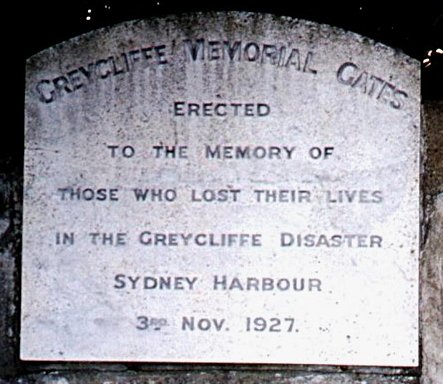 GREYCLIFFE MEMORIAL GATES
ERECTED
TO THE MEMORY OF
THOSE WHO LOST THEIR LIVES
IN THE GREYCLIFFE DISASTER
SYDNEY HARBOUR
3RD NOV. 1927.